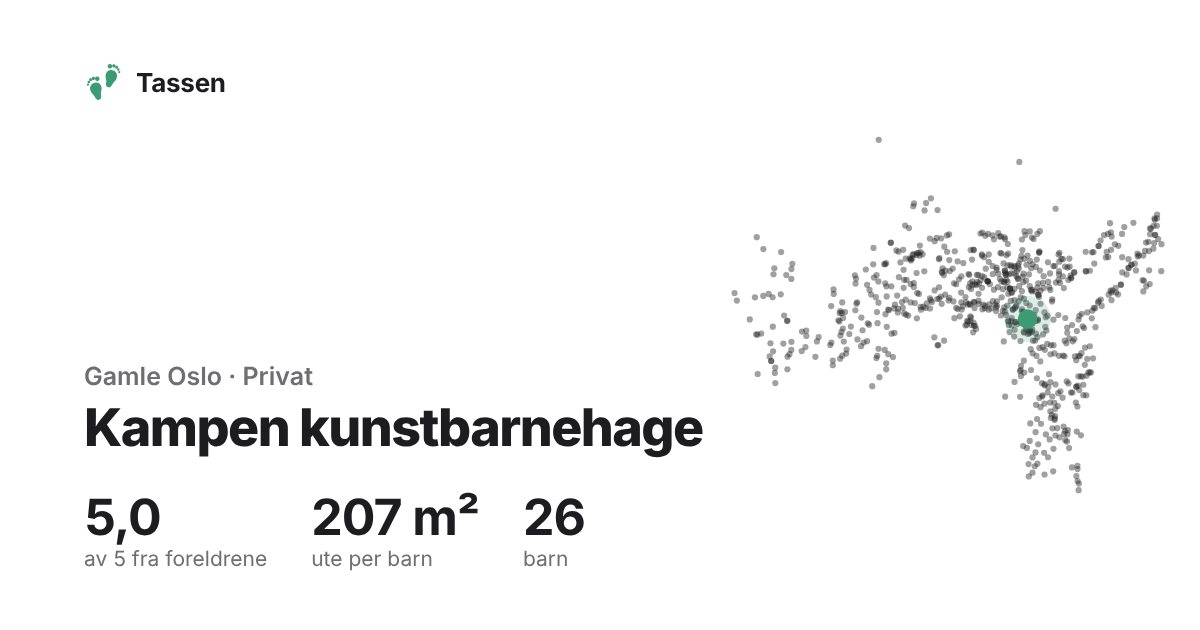 Tassen
Gamle Oslo · Privat
Kampen kunstbarnehage
5,0 207 m² 26
av 5 fra foreldrene ute per barn barn